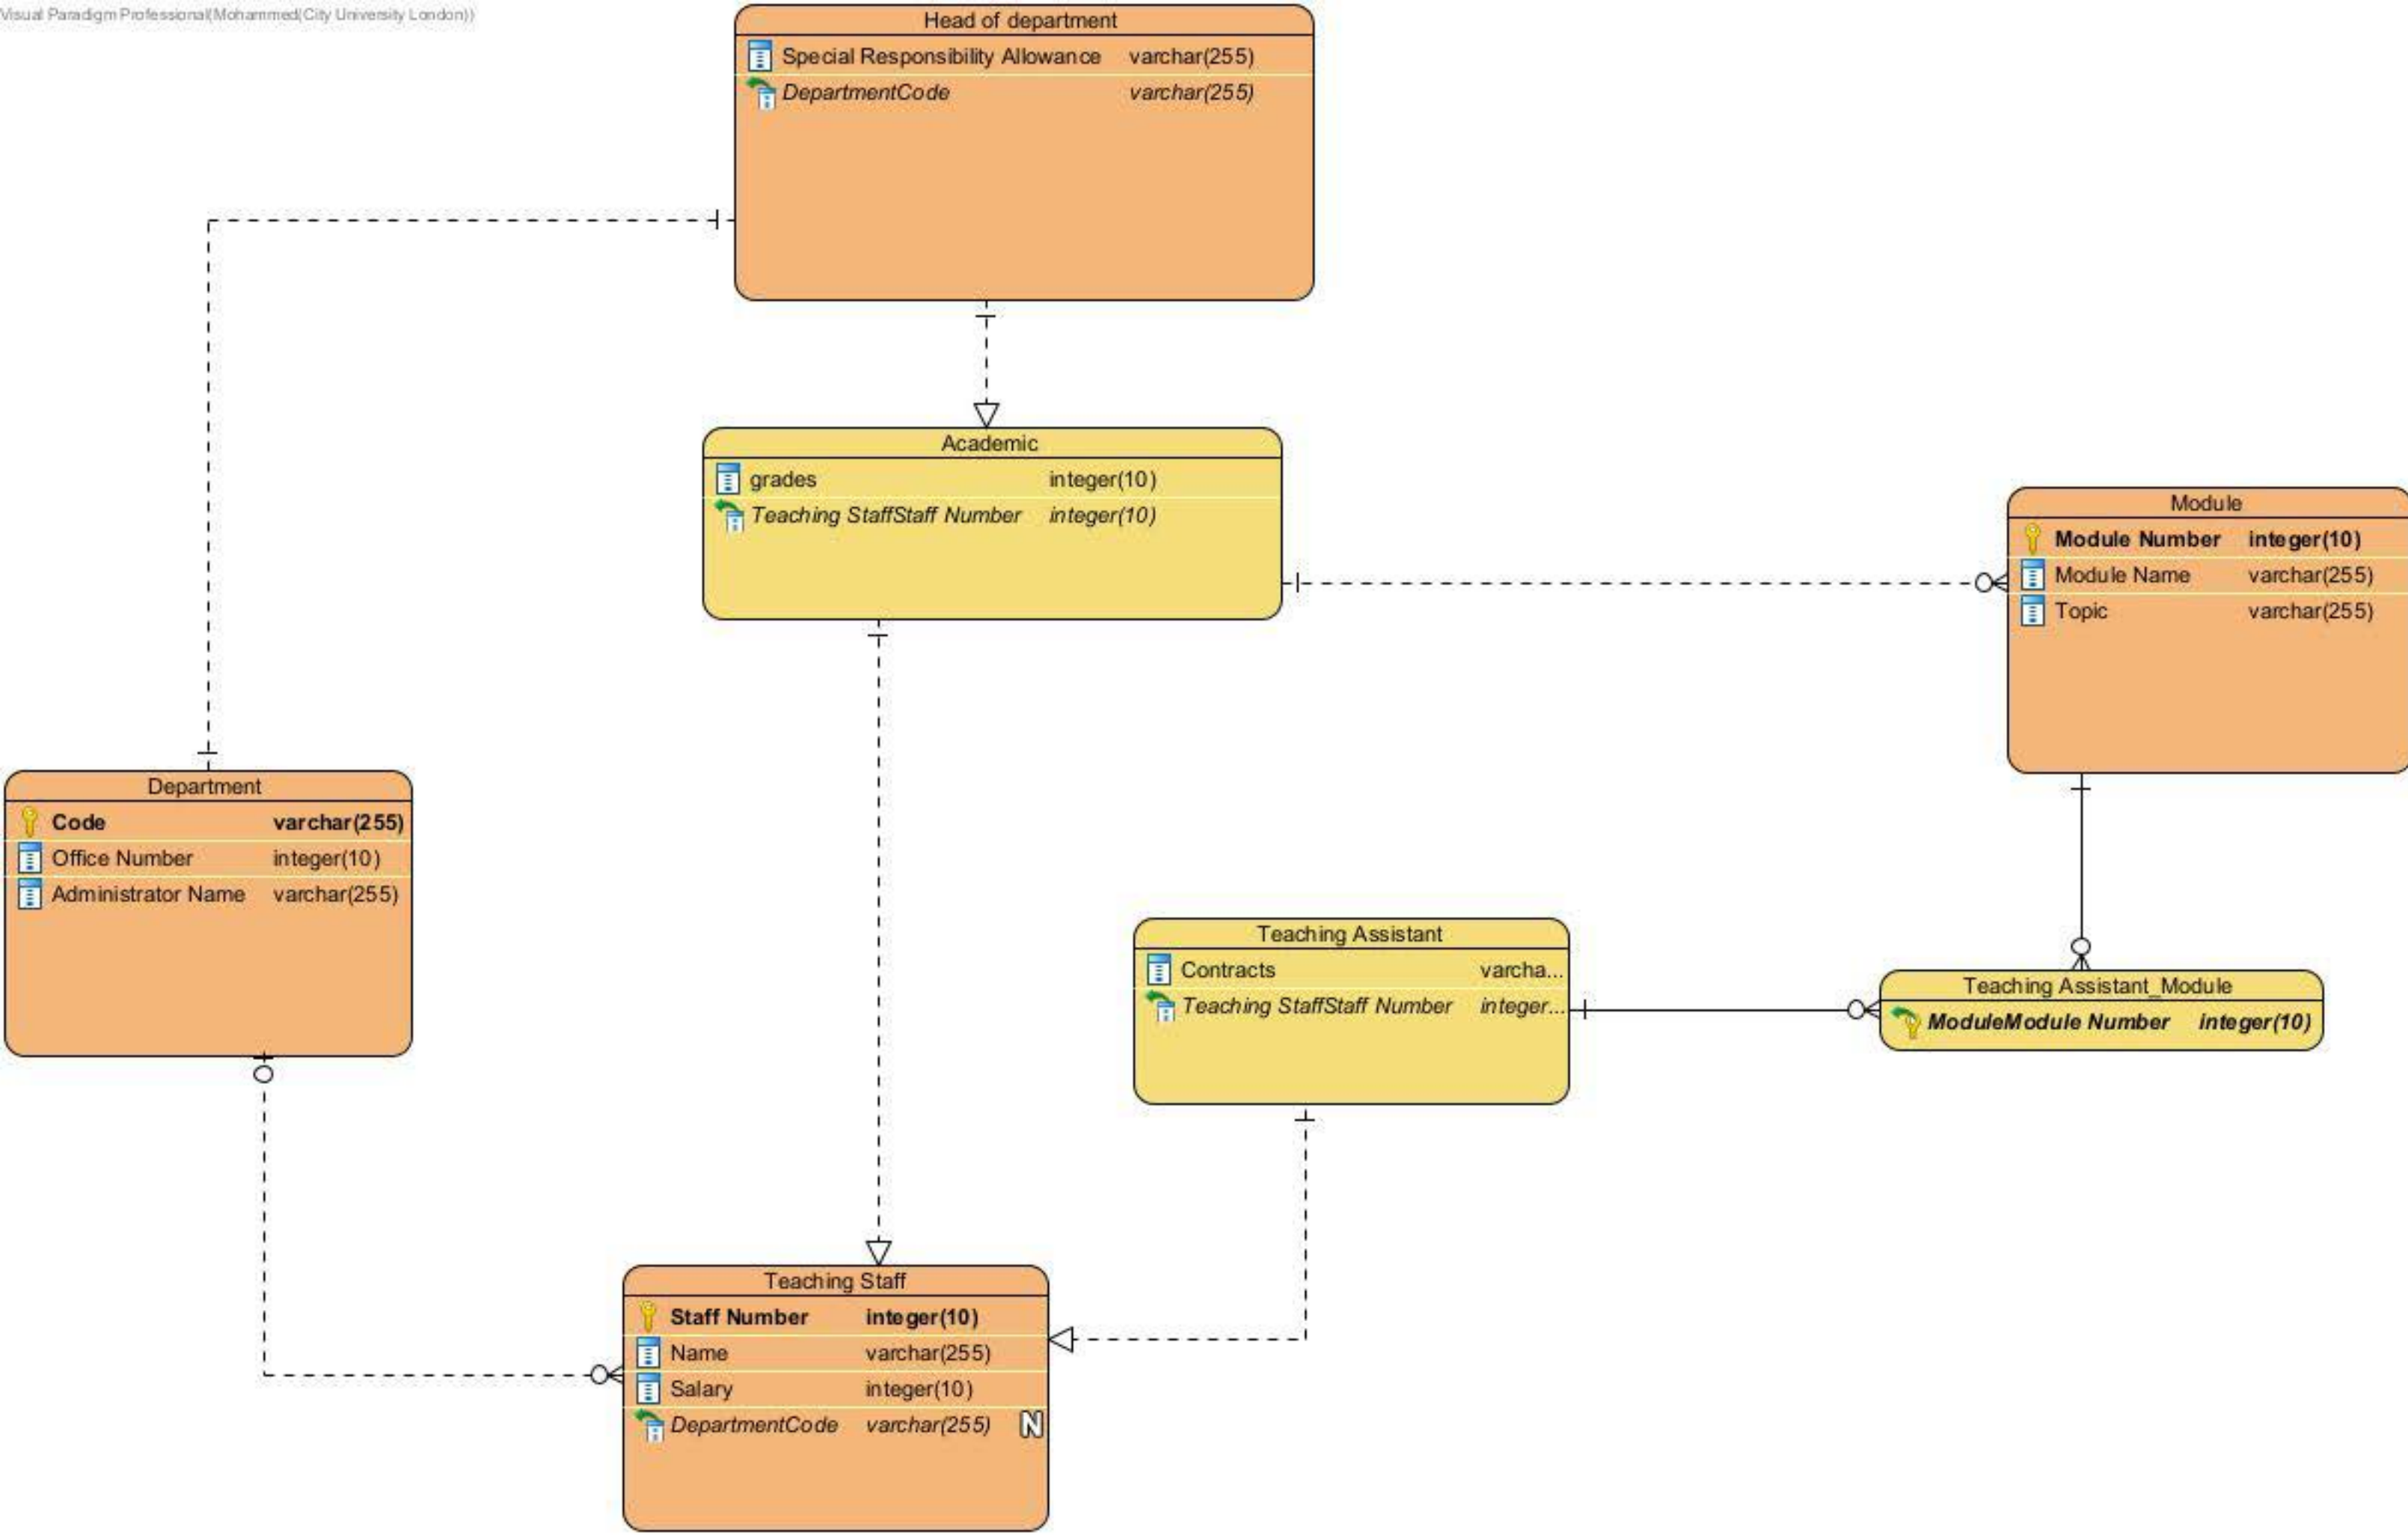 Visual Paradigm Professional(Mohammed(City University London))
Head of department
Special Responsibility Allowance varchar(255)
DepartmentCode varchar(255)
Academic
grades integer(10)
Teaching StaffStaff Number integer(10)
Module
Module Number integer(10)
Module Name varchar(255)
Topic varchar(255)
Department
Code varchar(255)
Office Number integer(10)
Administrator Name varchar(255)
Teaching Assistant
Contracts varcha...
Teaching StaffStaff Number integer...
Teaching Assistant_Module
ModuleModule Number integer(10)
Teaching Staff
Staff Number integer(10)
Name varchar(255)
Salary integer(10)
DepartmentCode varchar(255) N